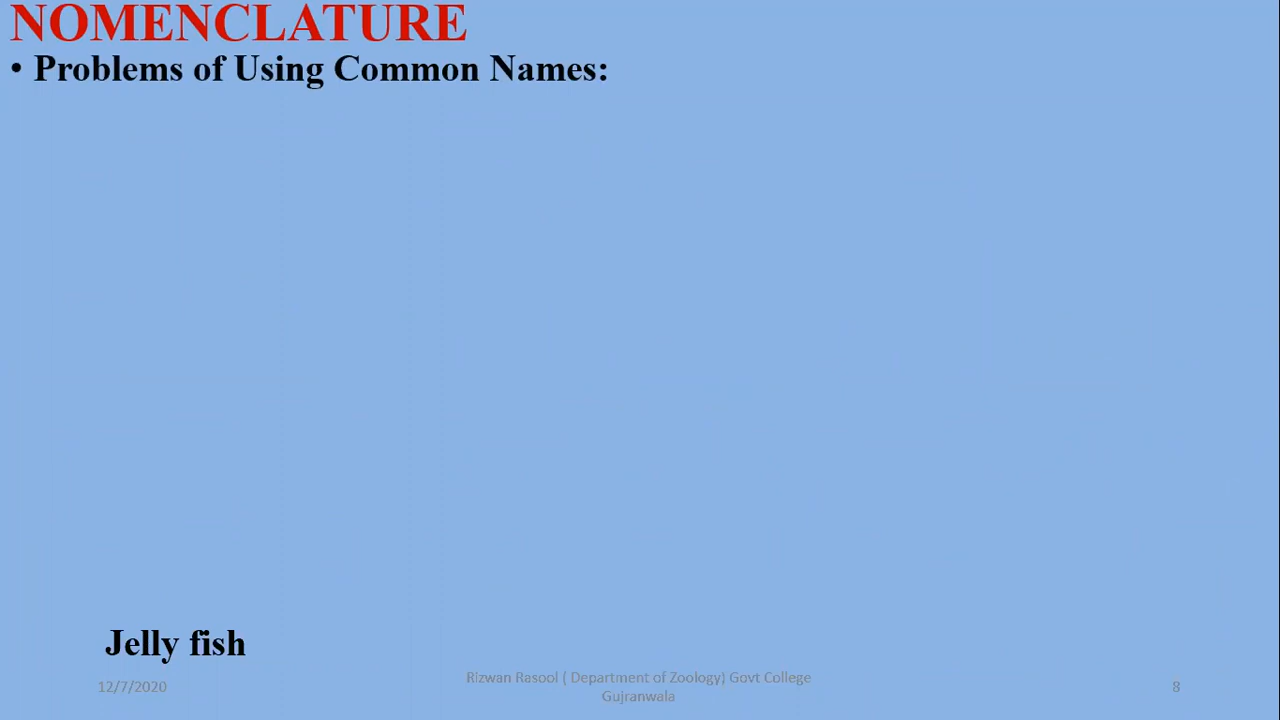 NOMENCLATURE
• Problems of Using Common Names:
Jelly fish
12/7/2020
Rizwan Rasool ( Department of Zoology) Govt College
Gujranwala
8